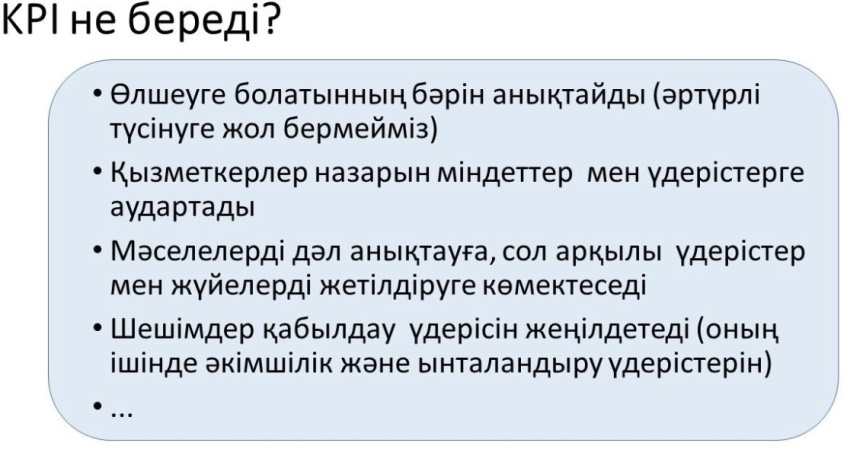 KPI не береді?
• Өлшеуге болатынның бәрін анықтайды (әртүрлі
түсінуге жол бермейміз)
• Қызметкерлер назарын міндеттер мен үдерістерге
аудартады
• Мәселелерді дәл анықтауға, сол арқылы үдерістер
мен жүйелерді жетілдіруге көмектеседі
• Шешімдер қабылдау үдерісін жеңілдетеді (оның
ішінде әкімшілік және ынталандыру үдерістерін)
• ...